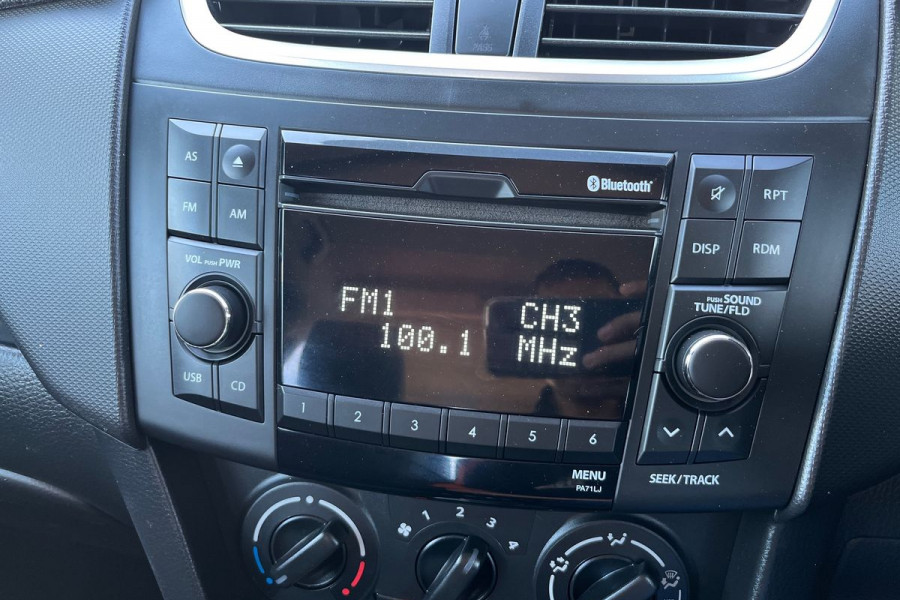 AS
FM
AM
VOL PUSH PWR
USB
CD
Bluetooth
FM1
100.1
CH3
MHz
1 2 3 4 5 6
MENU
PA71LJ
RPT
DISP
RDM
PUSH SOUND
TUNE/FLD
SEEK/TRACK
1 2 3 4